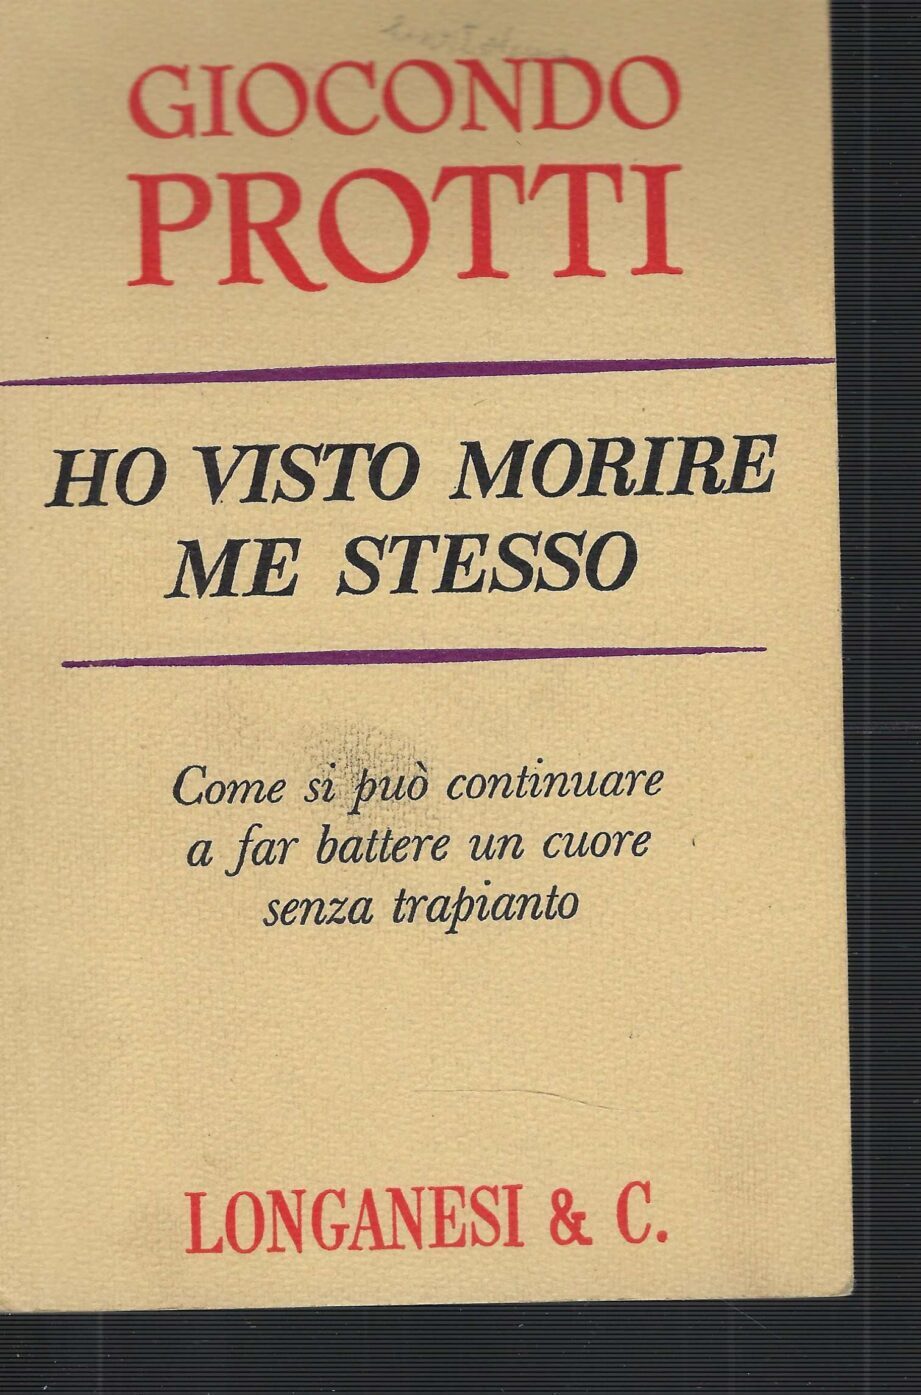 GIOCONDO
PROTTI
HO VISTO MORIRE
ME STESSO
Come si può continuare
a far battere un cuore
senza trapianto
LONGANESI & C.